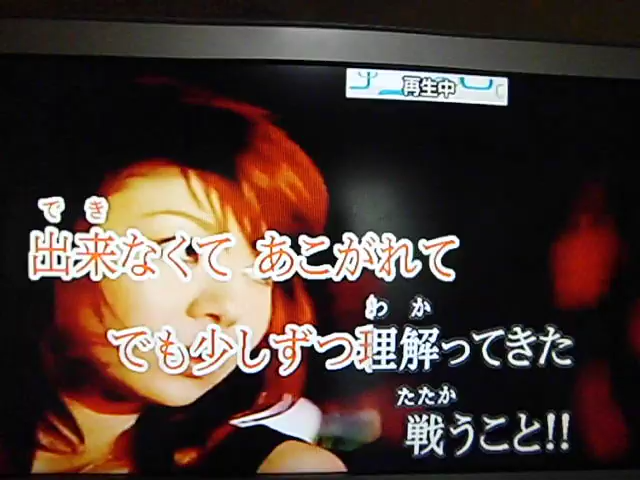 再生中
でき
出来なくて あこがれて
わか
でも少しずつ理解ってきた
たたか
戦うこと!!